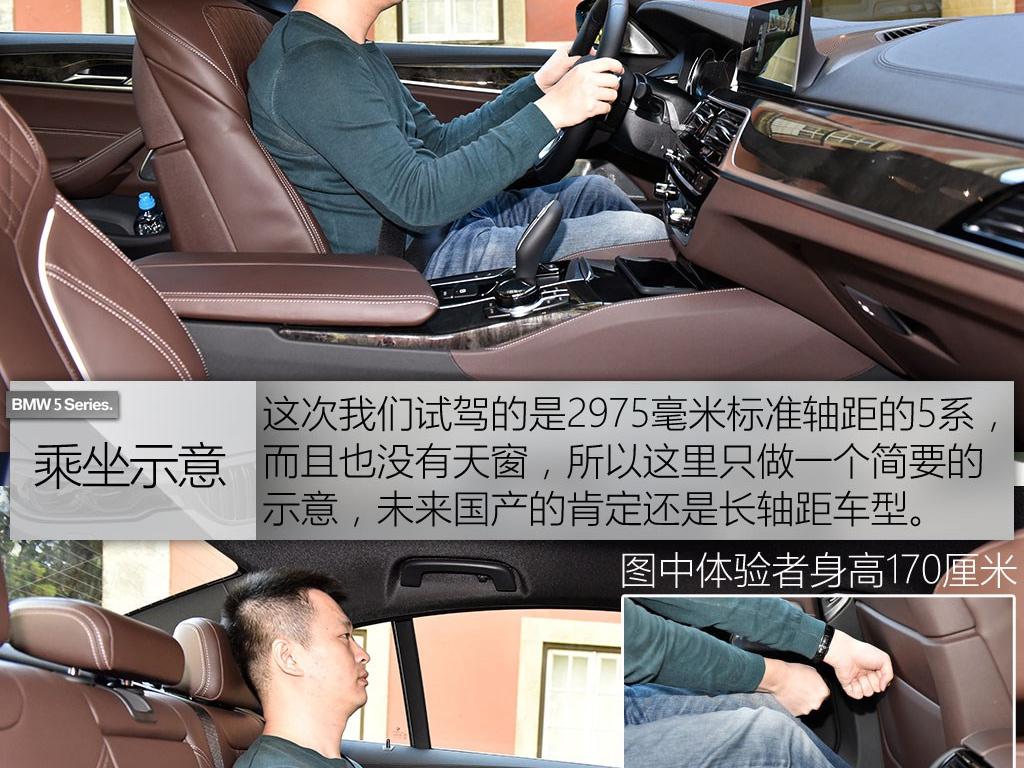 BMW 5 Series.
乘坐示意
这次我们试驾的是2975毫米标准轴距的5系，
而且也没有天窗，所以这里只做一个简要的
示意，未来国产的肯定还是长轴距车型。
图中体验者身高170厘米